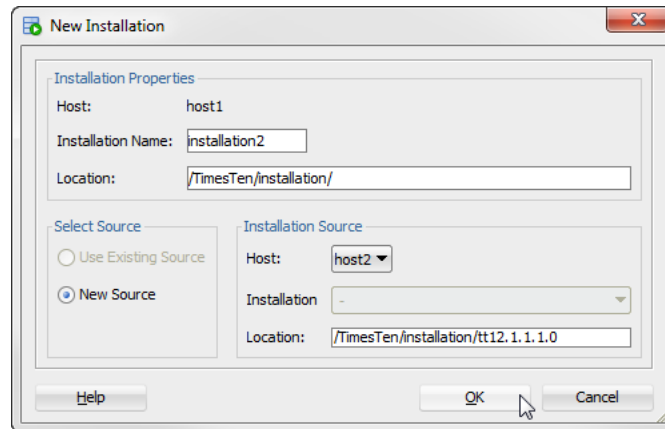 New Installation
Installation Properties
Host: host1
Installation Name: installation2
Location: /TimesTen/installation/
Select Source
Use Existing Source
New Source
Installation Source
Host: host2
Installation -
Location: /TimesTen/installation/tt12.1.1.1.0
Help OK Cancel